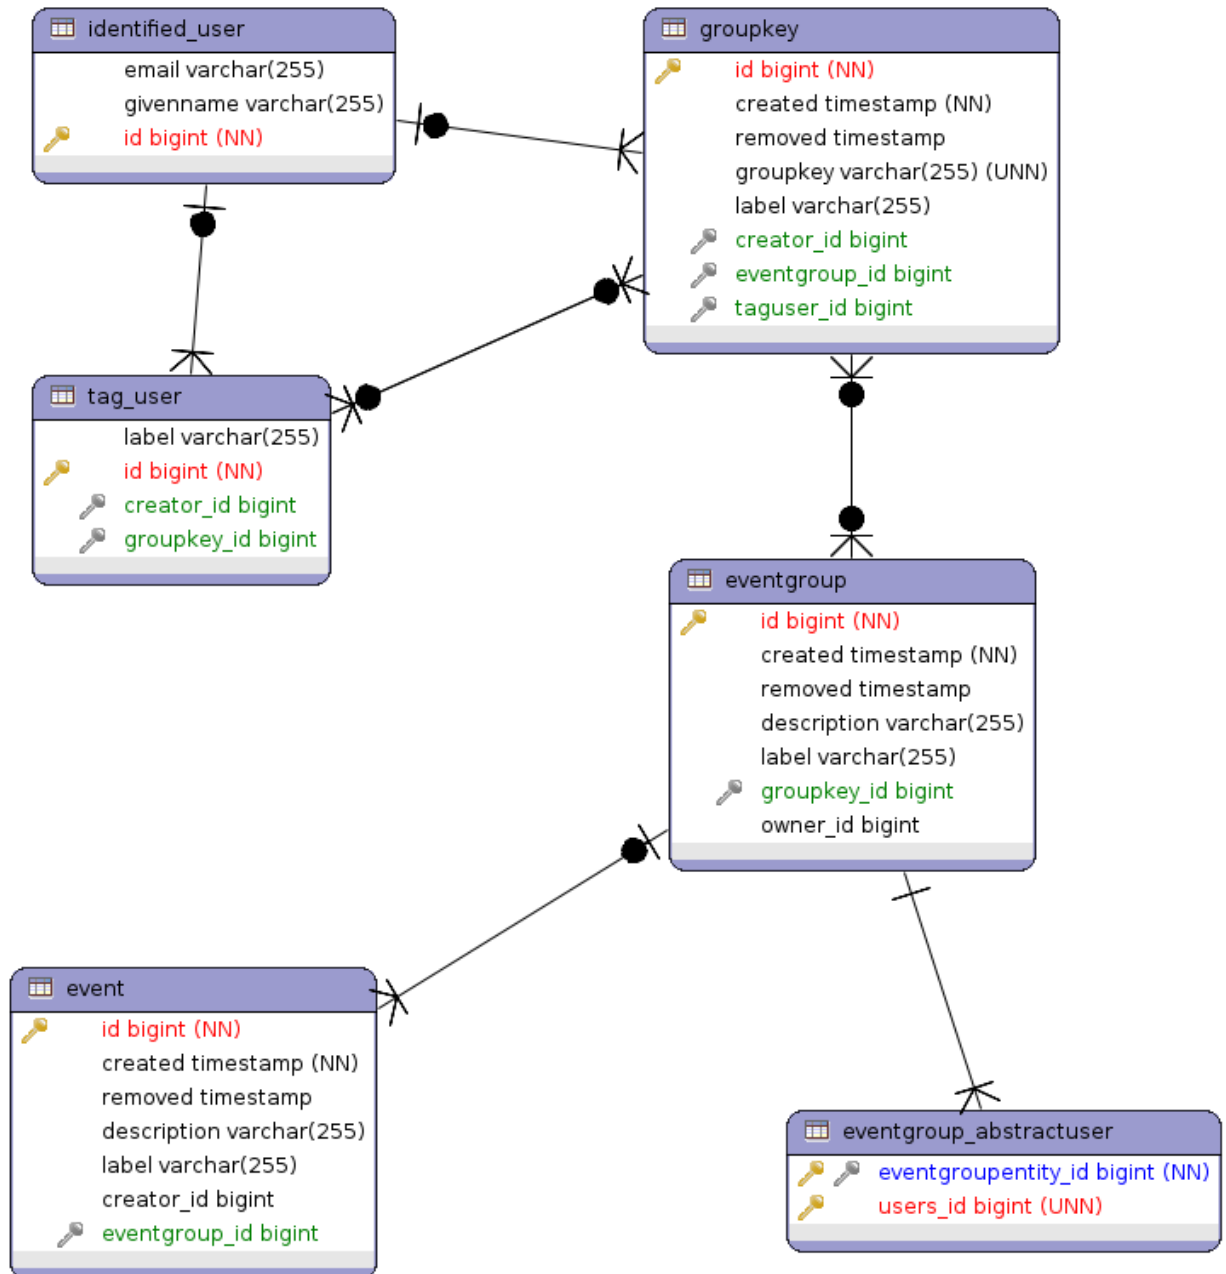 identified_user
email varchar(255)
givenname varchar(255)
id bigint (NN)
groupkey
id bigint (NN)
created timestamp (NN)
removed timestamp
groupkey varchar(255) (UNN)
label varchar(255)
creator_id bigint
eventgroup_id bigint
taguser_id bigint
tag_user
label varchar(255)
id bigint (NN)
creator_id bigint
groupkey_id bigint
eventgroup
id bigint (NN)
created timestamp (NN)
removed timestamp
description varchar(255)
label varchar(255)
groupkey_id bigint
owner_id bigint
event
id bigint (NN)
created timestamp (NN)
removed timestamp
description varchar(255)
label varchar(255)
creator_id bigint
eventgroup_id bigint
eventgroup_abstractuser
eventgroupentity_id bigint (NN)
users_id bigint (UNN)